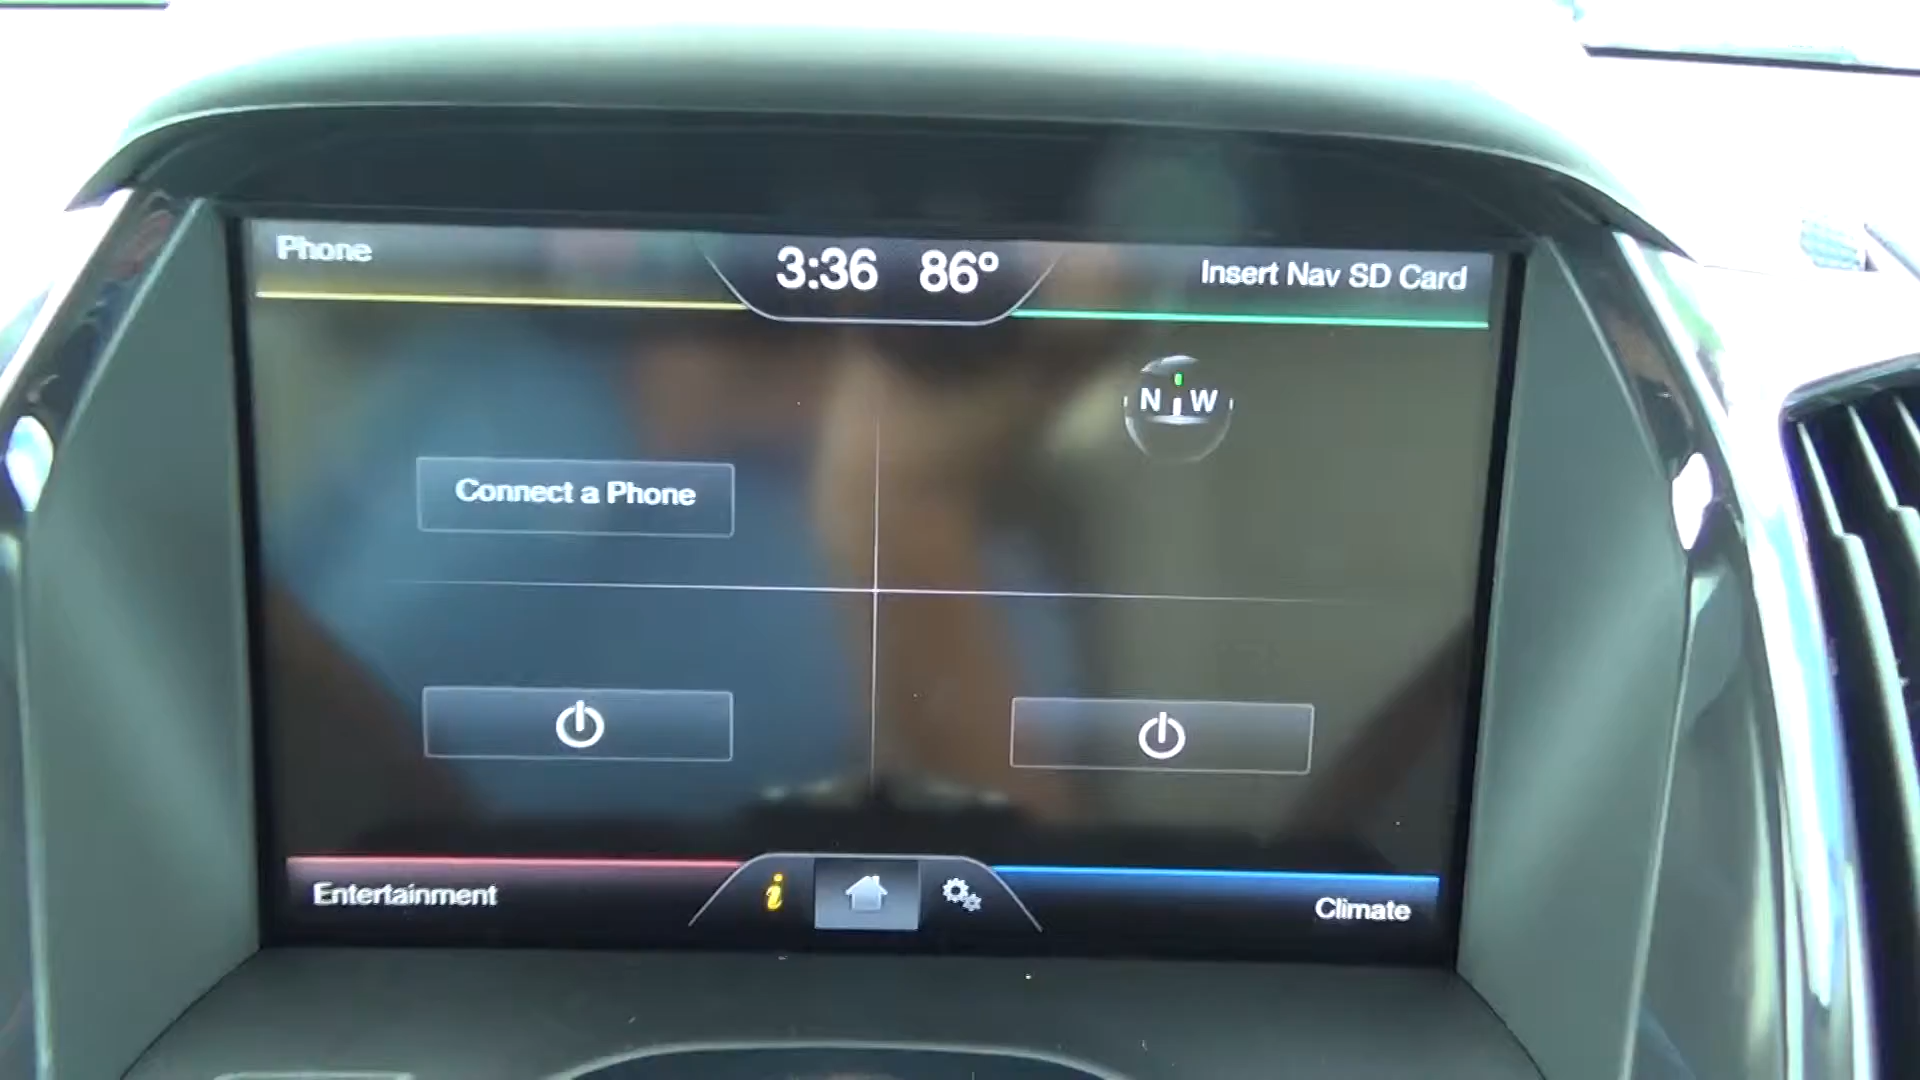 Phone
3:36 86°
Insert Nav SD Card
N W
Connect a Phone
Entertainment
i
Climate